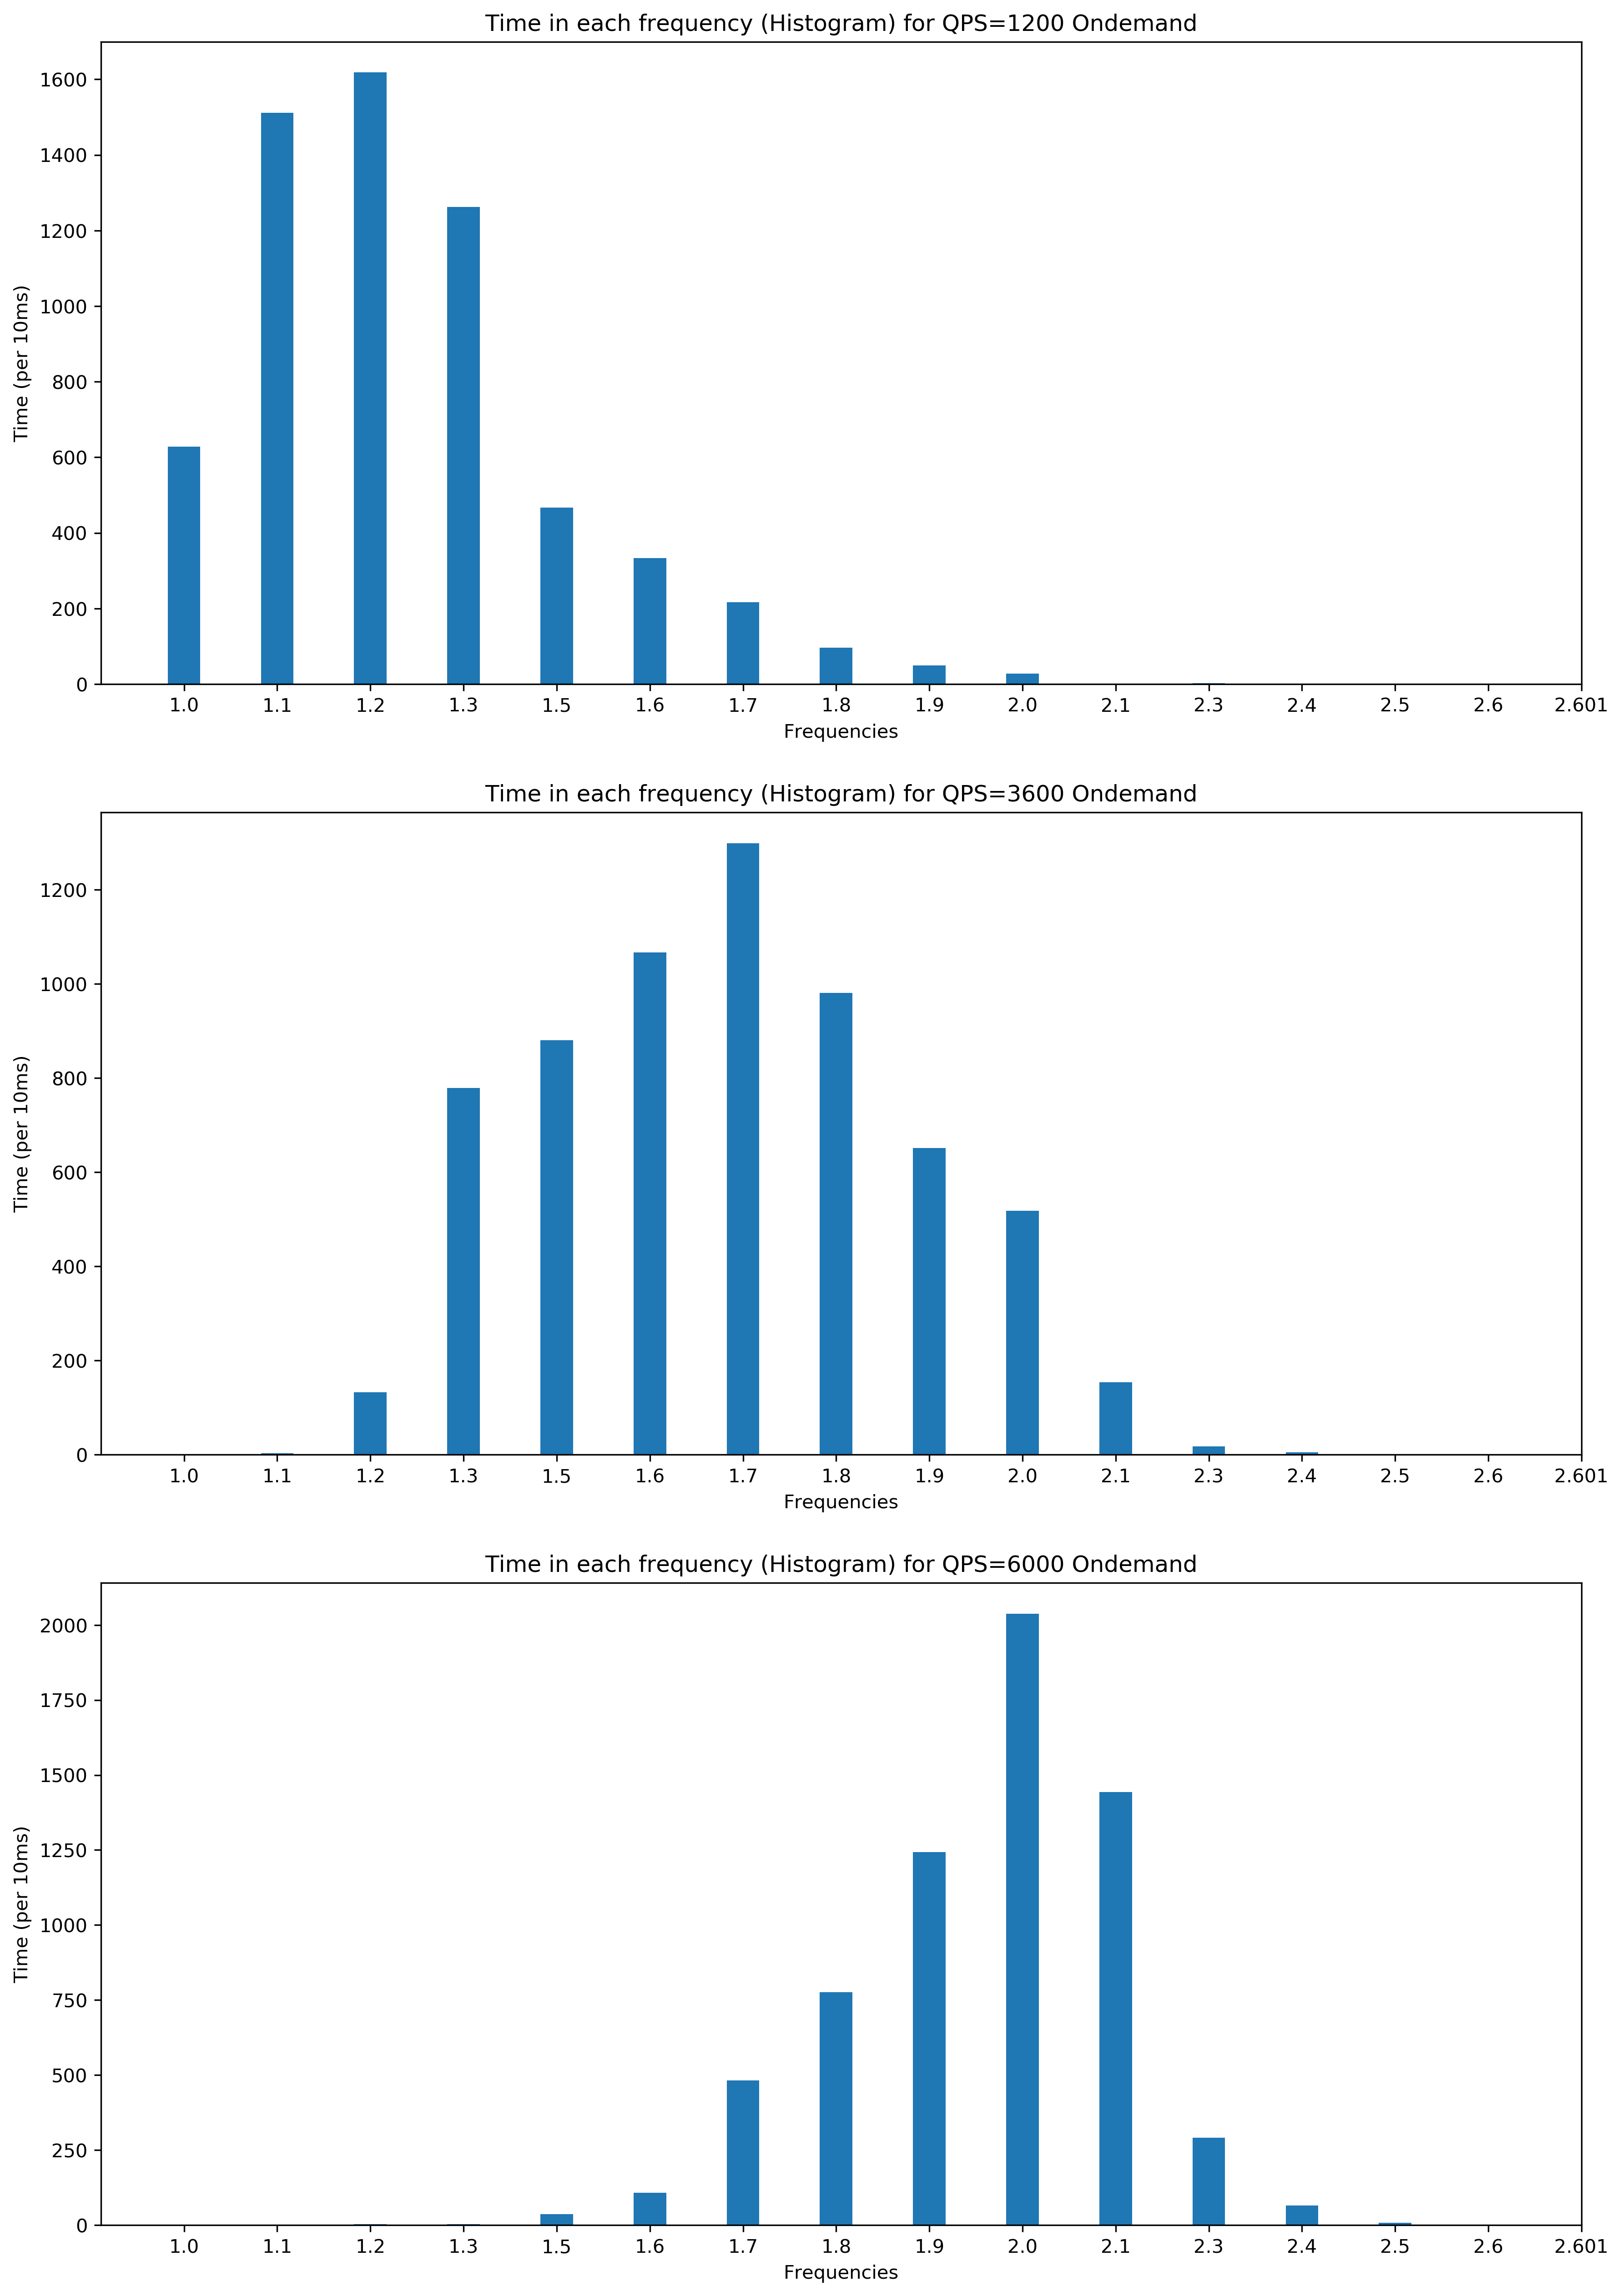 Time in each frequency (Histogram) for QPS=1200 Ondemand
1600
1400
1200
1000
800
600
400
200
0
Time (per 10ms)
1.0 1.1 1.2 1.3 1.5 1.6 1.7 1.8 1.9 2.0 2.1 2.3 2.4 2.5 2.6 2.601
Frequencies
Time in each frequency (Histogram) for QPS=3600 Ondemand
1200
1000
800
600
400
200
0
Time (per 10ms)
1.0 1.1 1.2 1.3 1.5 1.6 1.7 1.8 1.9 2.0 2.1 2.3 2.4 2.5 2.6 2.601
Frequencies
Time in each frequency (Histogram) for QPS=6000 Ondemand
2000
1750
1500
1250
1000
750
500
250
0
Time (per 10ms)
1.0 1.1 1.2 1.3 1.5 1.6 1.7 1.8 1.9 2.0 2.1 2.3 2.4 2.5 2.6 2.601
Frequencies